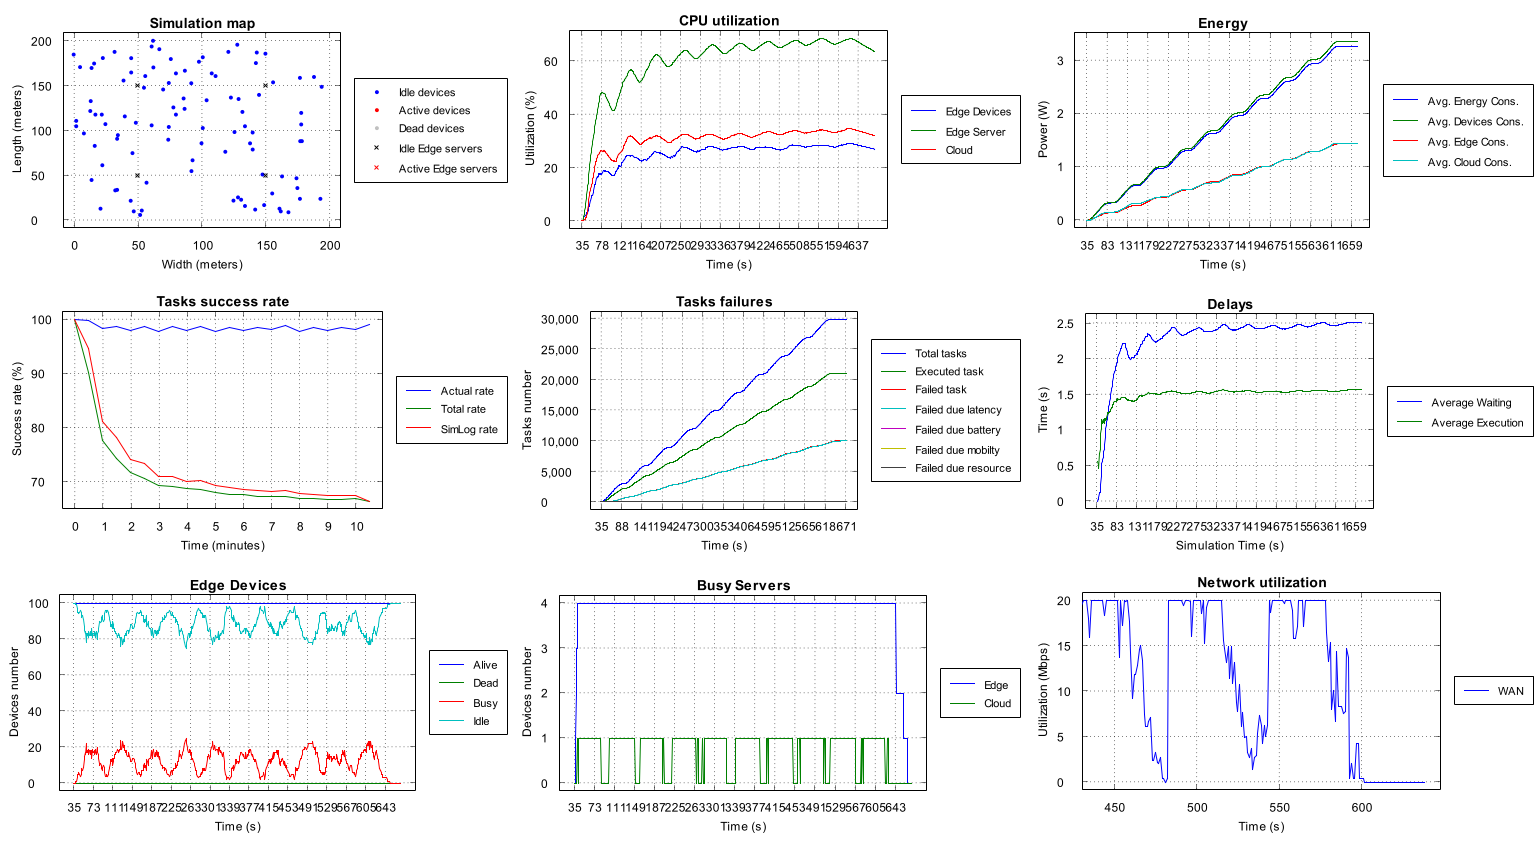 Simulation map
200
150
100
50
0
0 50 100 150 200
Length (meters)
Width (meters)
Idle devices
Active devices
Dead devices
Idle Edge servers
Active Edge servers
CPU utilization
60
40
20
0
Utilization (%)
Time (s)
Edge Devices
Edge Server
Cloud
Energy
3
2
1
0
Power (W)
Time (s)
Avg. Energy Cons.
Avg. Devices Cons.
Avg. Edge Cons.
Avg. Cloud Cons.
Tasks success rate
100
90
80
70
0 1 2 3 4 5 6 7 8 9 10
Success rate (%)
Time (minutes)
Actual rate
Total rate
SimLog rate
Tasks failures
30,000
25,000
20,000
15,000
10,000
5,000
0
Tasks number
Time (s)
Total tasks
Executed task
Failed task
Failed due latency
Failed due battery
Failed due mobilty
Failed due resource
Delays
2.5
2
1.5
1
0.5
0
Time (s)
Simulation Time (s)
Average Waiting
Average Execution
Edge Devices
100
80
60
40
20
0
Devices number
Time (s)
Alive
Dead
Busy
Idle
Busy Servers
4
3
2
1
0
Devices number
Time (s)
Edge
Cloud
Network utilization
20
15
10
5
0
450 500 550 600
Utilization (Mbps)
Time (s)
WAN